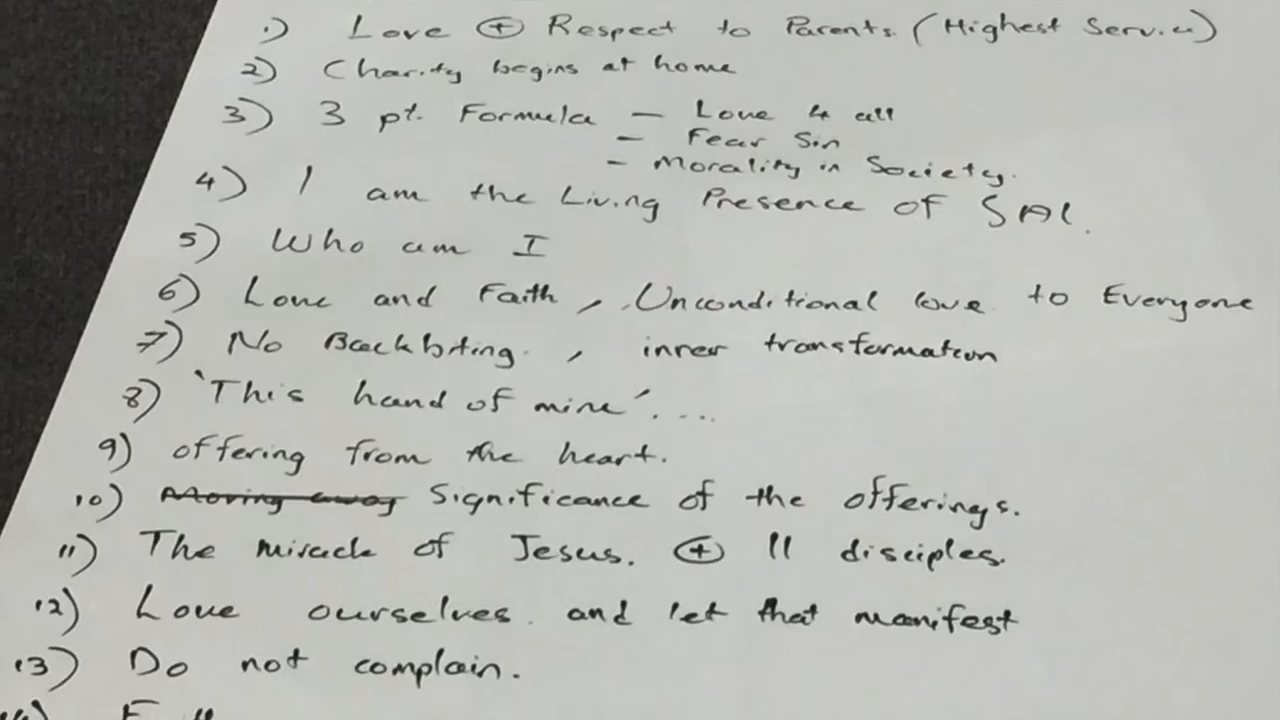 1) Love ⊕ Respect to Parents. (Highest Service)
2) Charity begins at home
3) 3 pt. Formula – Love 4 all
– Fear Sin
– Morality in Society.
4) I am the Living Presence OF SAI.
5) Who am I
6) Love and Faith, Unconditional love to Everyone
7) No Backbiting, inner transformation
8) 'This hand of mine'....
9) offering from the heart.
10) Moving away Significance of the offerings.
11) The miracle of Jesus. ⊕ 11 disciples.
12) Love ourselves and let that manifest
13) Do not complain.